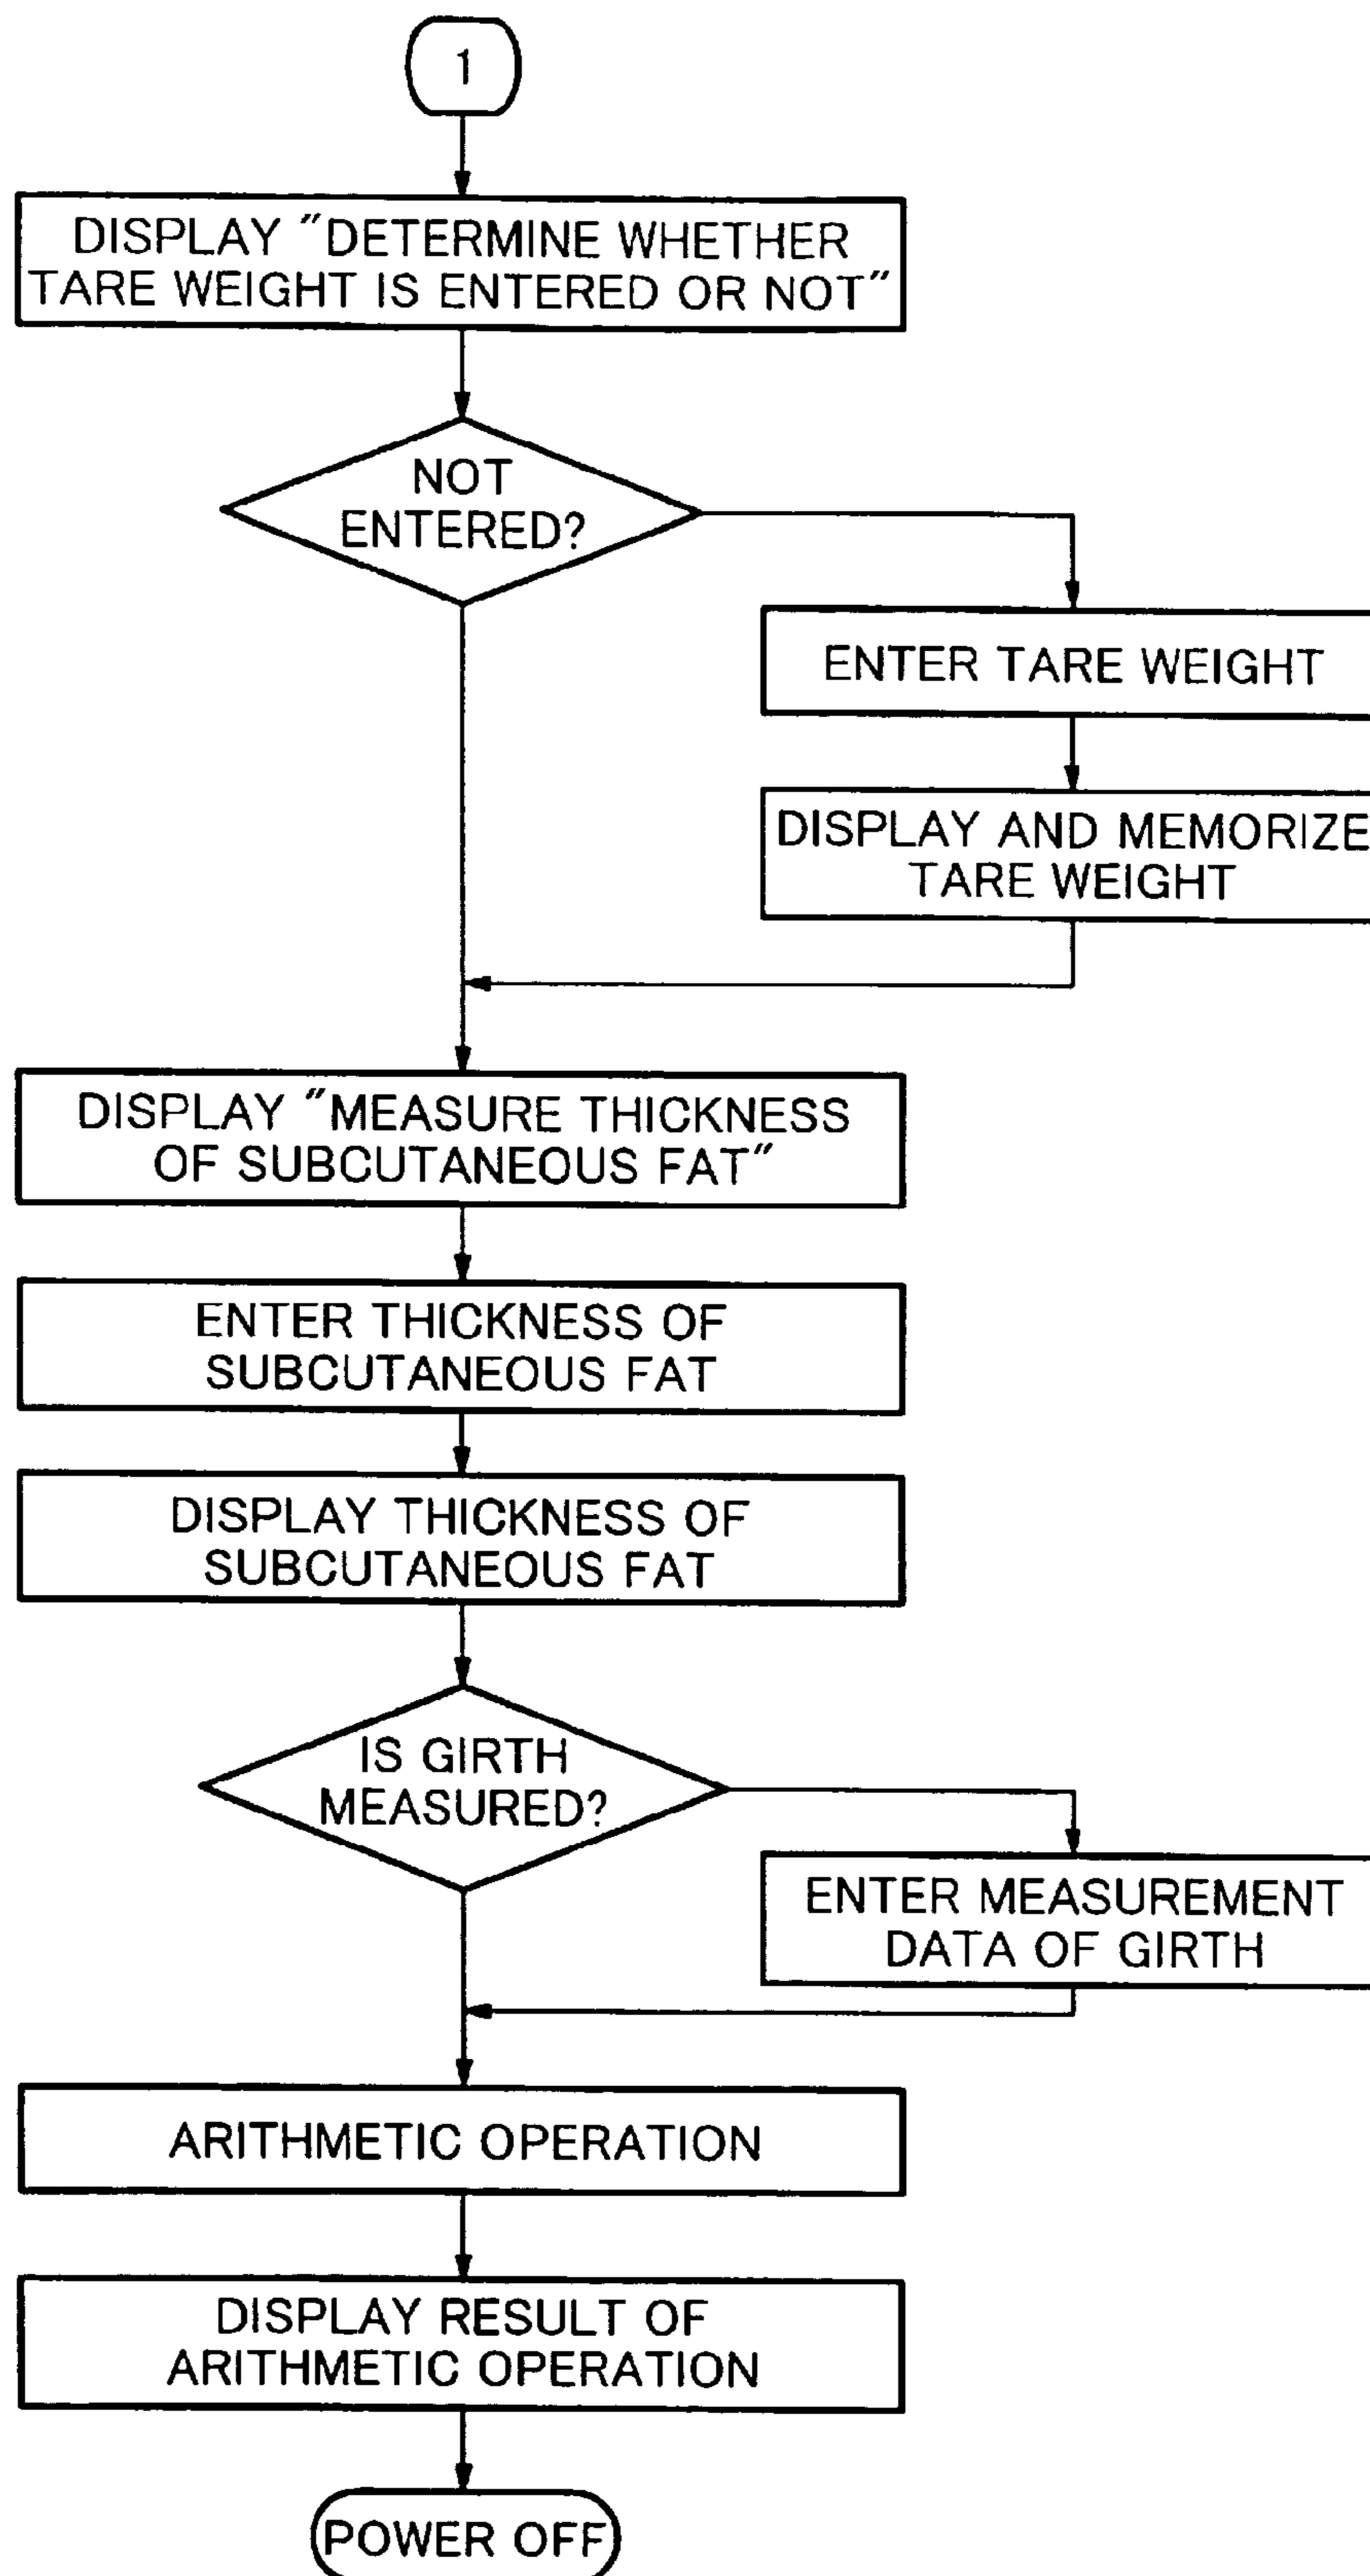 1
DISPLAY "DETERMINE WHETHER
TARE WEIGHT IS ENTERED OR NOT"
NOT
ENTERED?
ENTER TARE WEIGHT
DISPLAY AND MEMORIZE
TARE WEIGHT
DISPLAY "MEASURE THICKNESS
OF SUBCUTANEOUS FAT"
ENTER THICKNESS OF
SUBCUTANEOUS FAT
DISPLAY THICKNESS OF
SUBCUTANEOUS FAT
IS GIRTH
MEASURED?
ENTER MEASUREMENT
DATA OF GIRTH
ARITHMETIC OPERATION
DISPLAY RESULT OF
ARITHMETIC OPERATION
POWER OFF